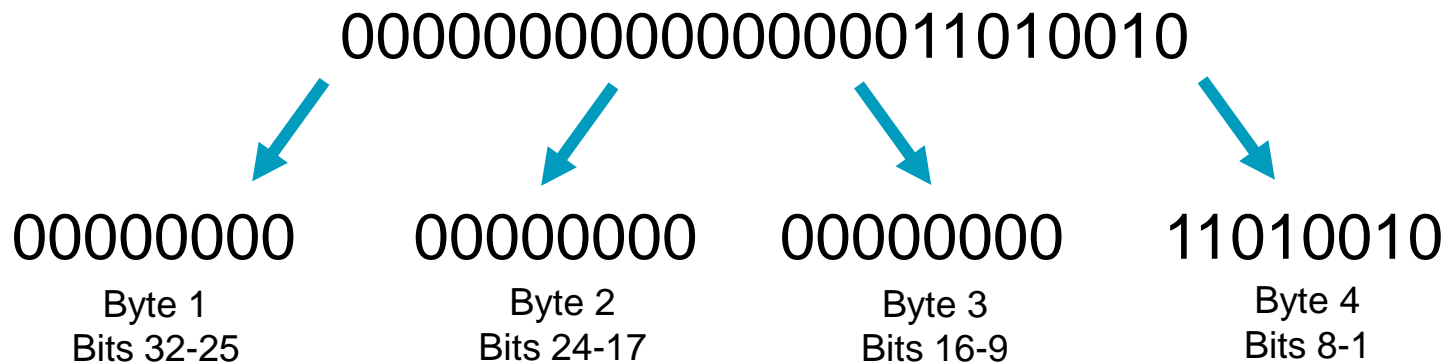 000000000000000011010010
00000000 00000000 00000000 11010010
Byte 1 Byte 2 Byte 3 Byte 4
Bits 32-25 Bits 24-17 Bits 16-9 Bits 8-1